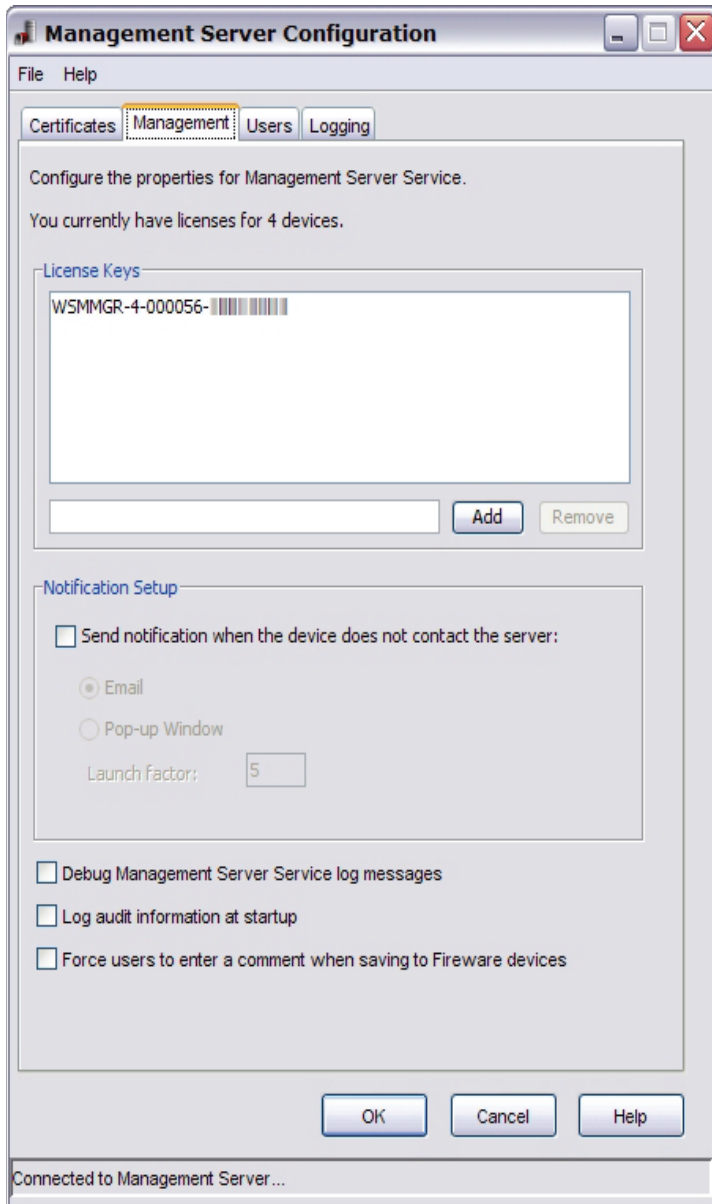 Management Server Configuration
File Help
Certificates Management Users Logging
Configure the properties for Management Server Service.
You currently have licenses for 4 devices.
License Keys
WSMMGR-4-000056-
Add Remove
Notification Setup
Send notification when the device does not contact the server:
Email
Pop-up Window
Launch factor: 5
Debug Management Server Service log messages
Log audit information at startup
Force users to enter a comment when saving to Fireware devices
OK Cancel Help
Connected to Management Server...